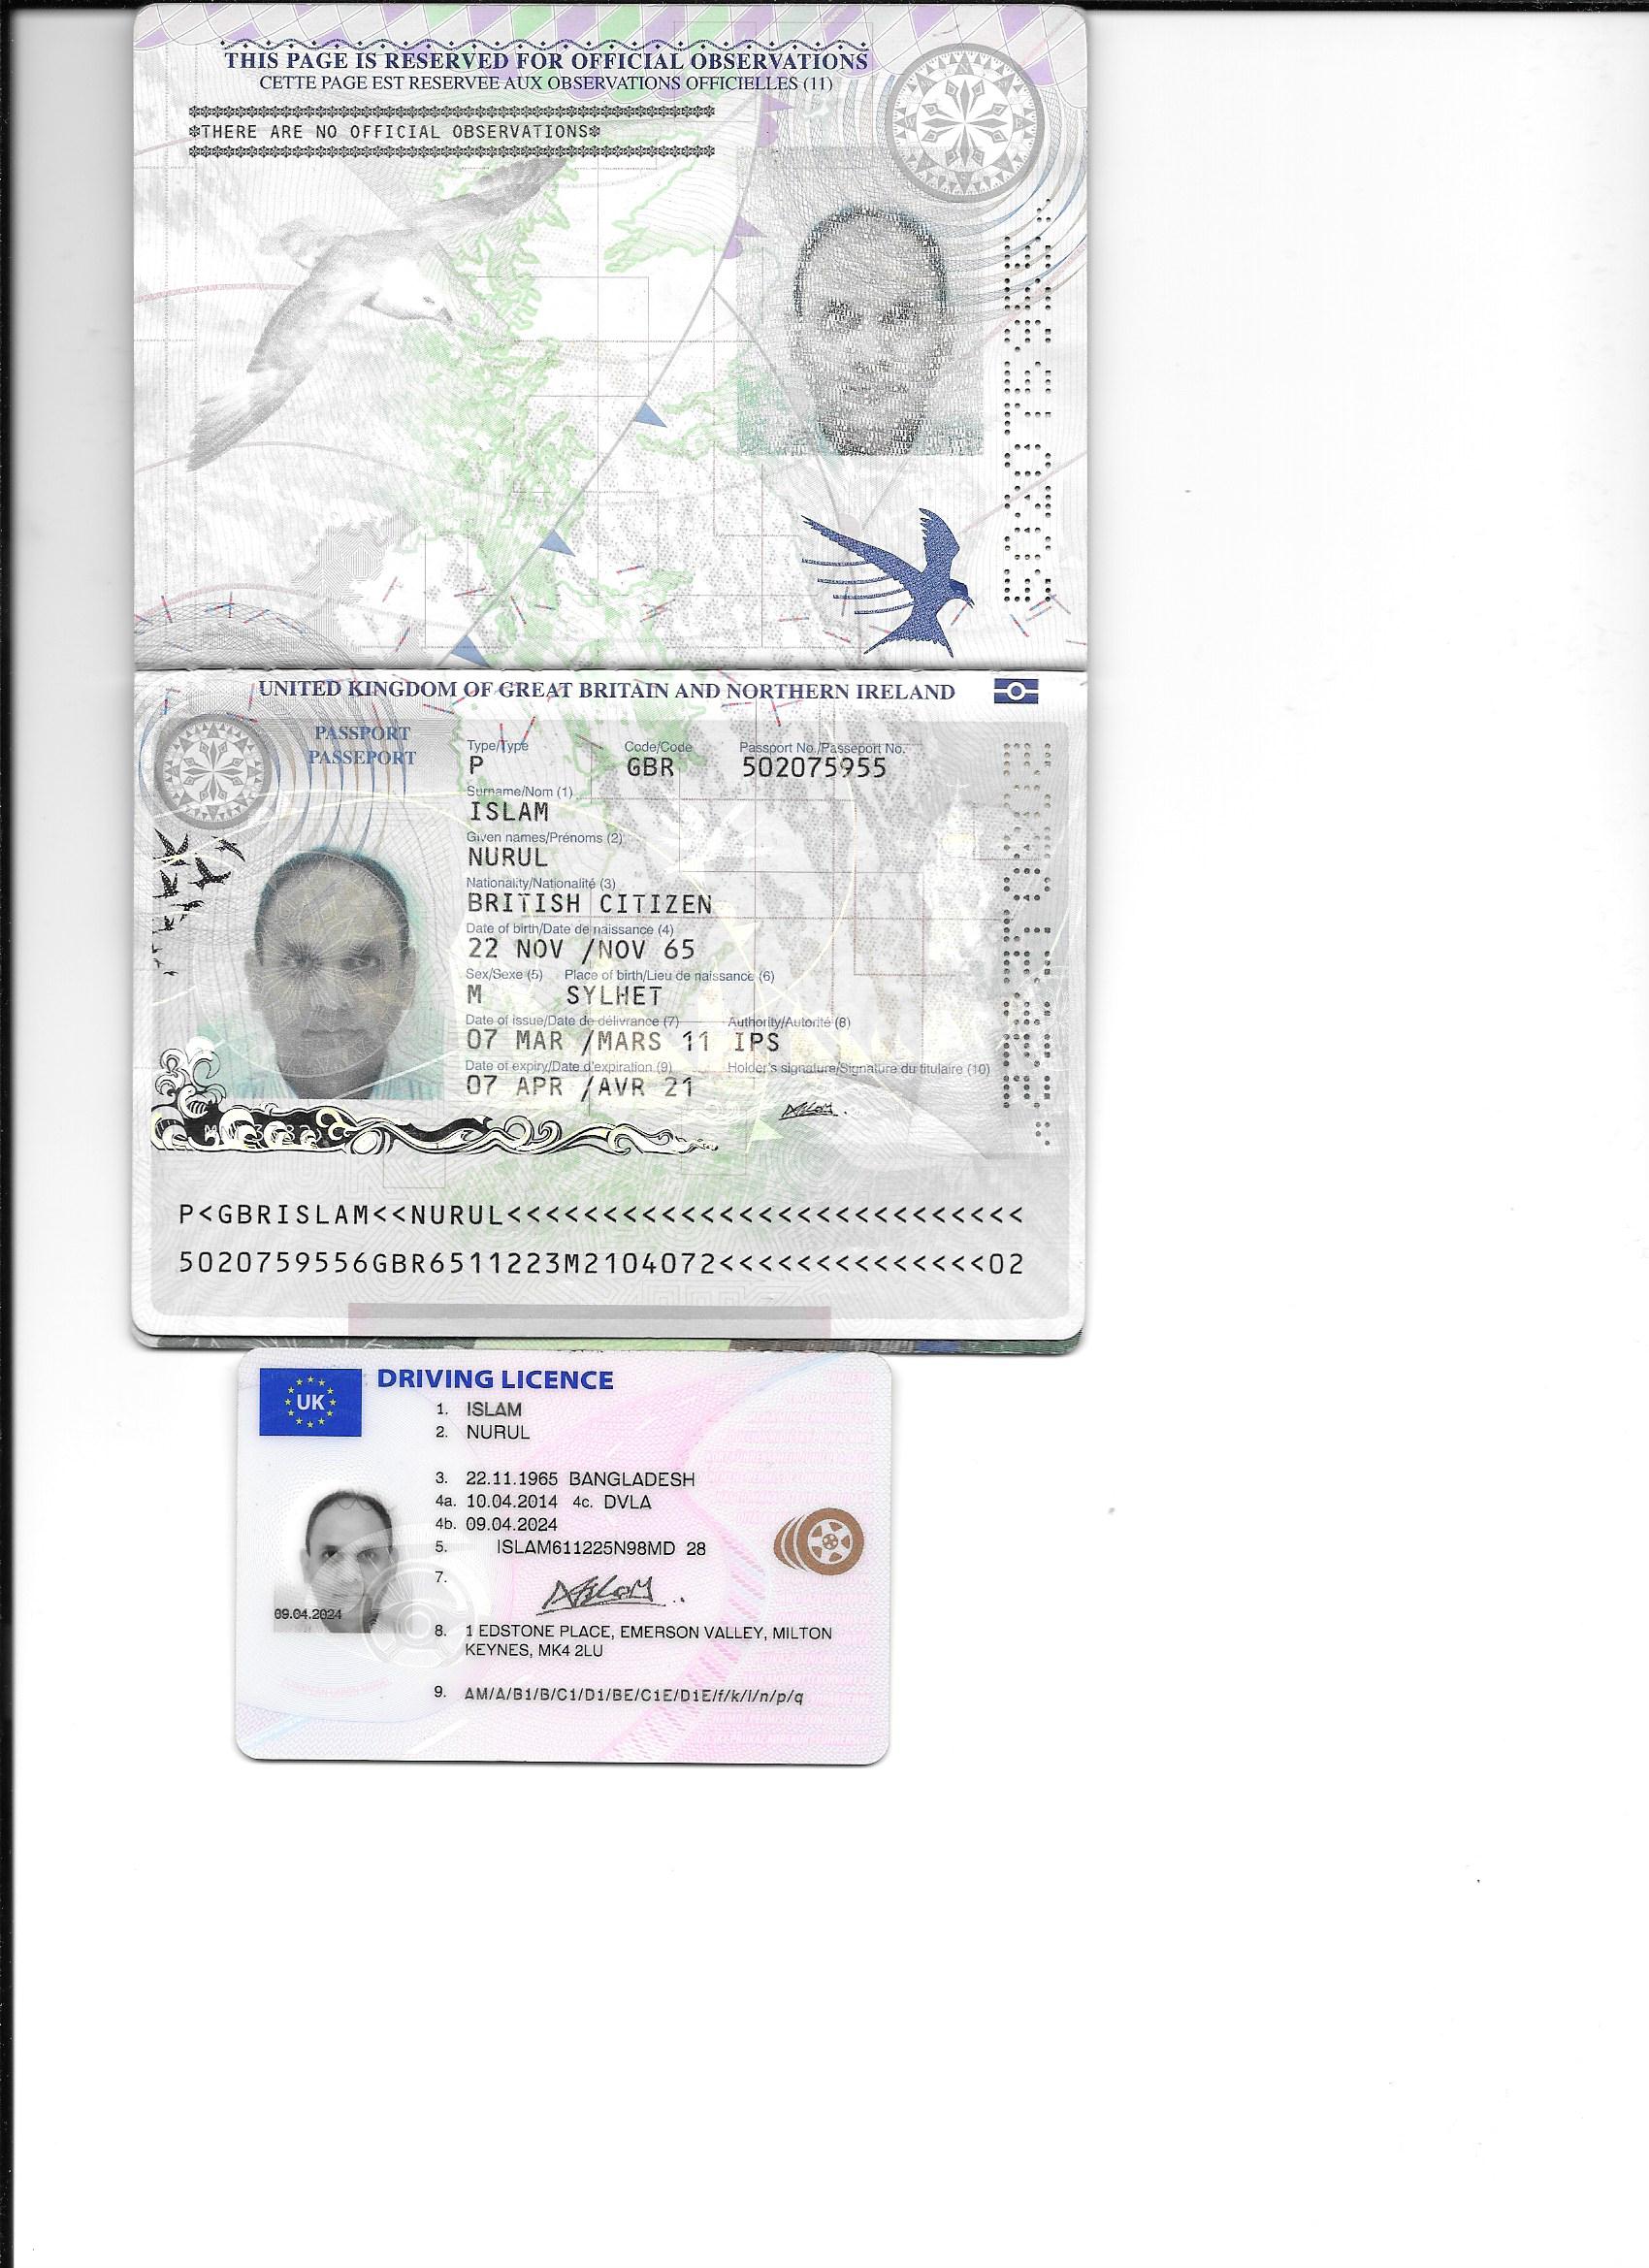 THIS PAGE IS RESERVED FOR OFFICIAL OBSERVATIONS
CETTE PAGE EST RESERVEE AUX OBSERVATIONS OFFICIELLES (11)
*THERE ARE NO OFFICIAL OBSERVATIONS*
UNITED KINGDOM OF GREAT BRITAIN AND NORTHERN IRELAND
PASSPORT
PASSEPORT
Type/Type Code/Code Passport No./Passeport No.
P GBR 502075955
Surname/Nom (1)
ISLAM
Given names/Prénoms (2)
NURUL
Nationality/Nationalité (3)
BRITISH CITIZEN
Date of birth/Date de naissance (4)
22 NOV /NOV 65
Sex/Sexe (5) Place of birth/Lieu de naissance (6)
M SYLHET
Date of issue/Date de délivrance (7) Authority/Autorité (8)
07 MAR /MARS 11 IPS
Date of expiry/Date d'expiration (9) Holder's signature/Signature du titulaire (10)
07 APR /AVR 21
P<GBRISLAM<<NURUL<<<<<<<<<<<<<<<<<<<<<<<<<<<
5020759556GBR6511223M2104072<<<<<<<<<<<<<<02
UK
DRIVING LICENCE
1. ISLAM
2. NURUL
3. 22.11.1965 BANGLADESH
4a. 10.04.2014 4c. DVLA
4b. 09.04.2024
5. ISLAM611225N98MD 28
7.
09.04.2024
8. 1 EDSTONE PLACE, EMERSON VALLEY, MILTON
KEYNES, MK4 2LU
9. AM/A/B1/B/C1/D1/BE/C1E/D1E/f/k/l/n/p/q